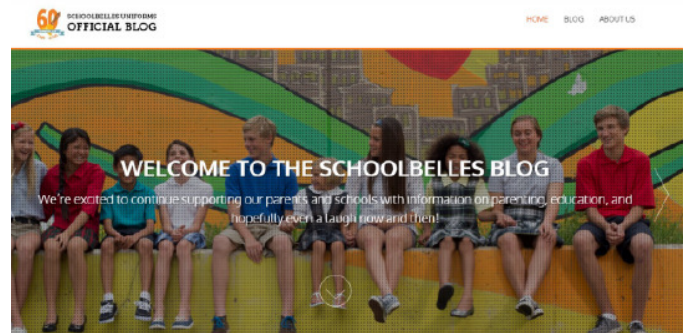 60
SCHOOLBELLES UNIFORMS
OFFICIAL BLOG
HOME BLOG ABOUT US
WELCOME TO THE SCHOOLBELLES BLOG
We're excited to continue supporting our parents and schools with information on parenting, education, and
hopefully even a laugh now and then!